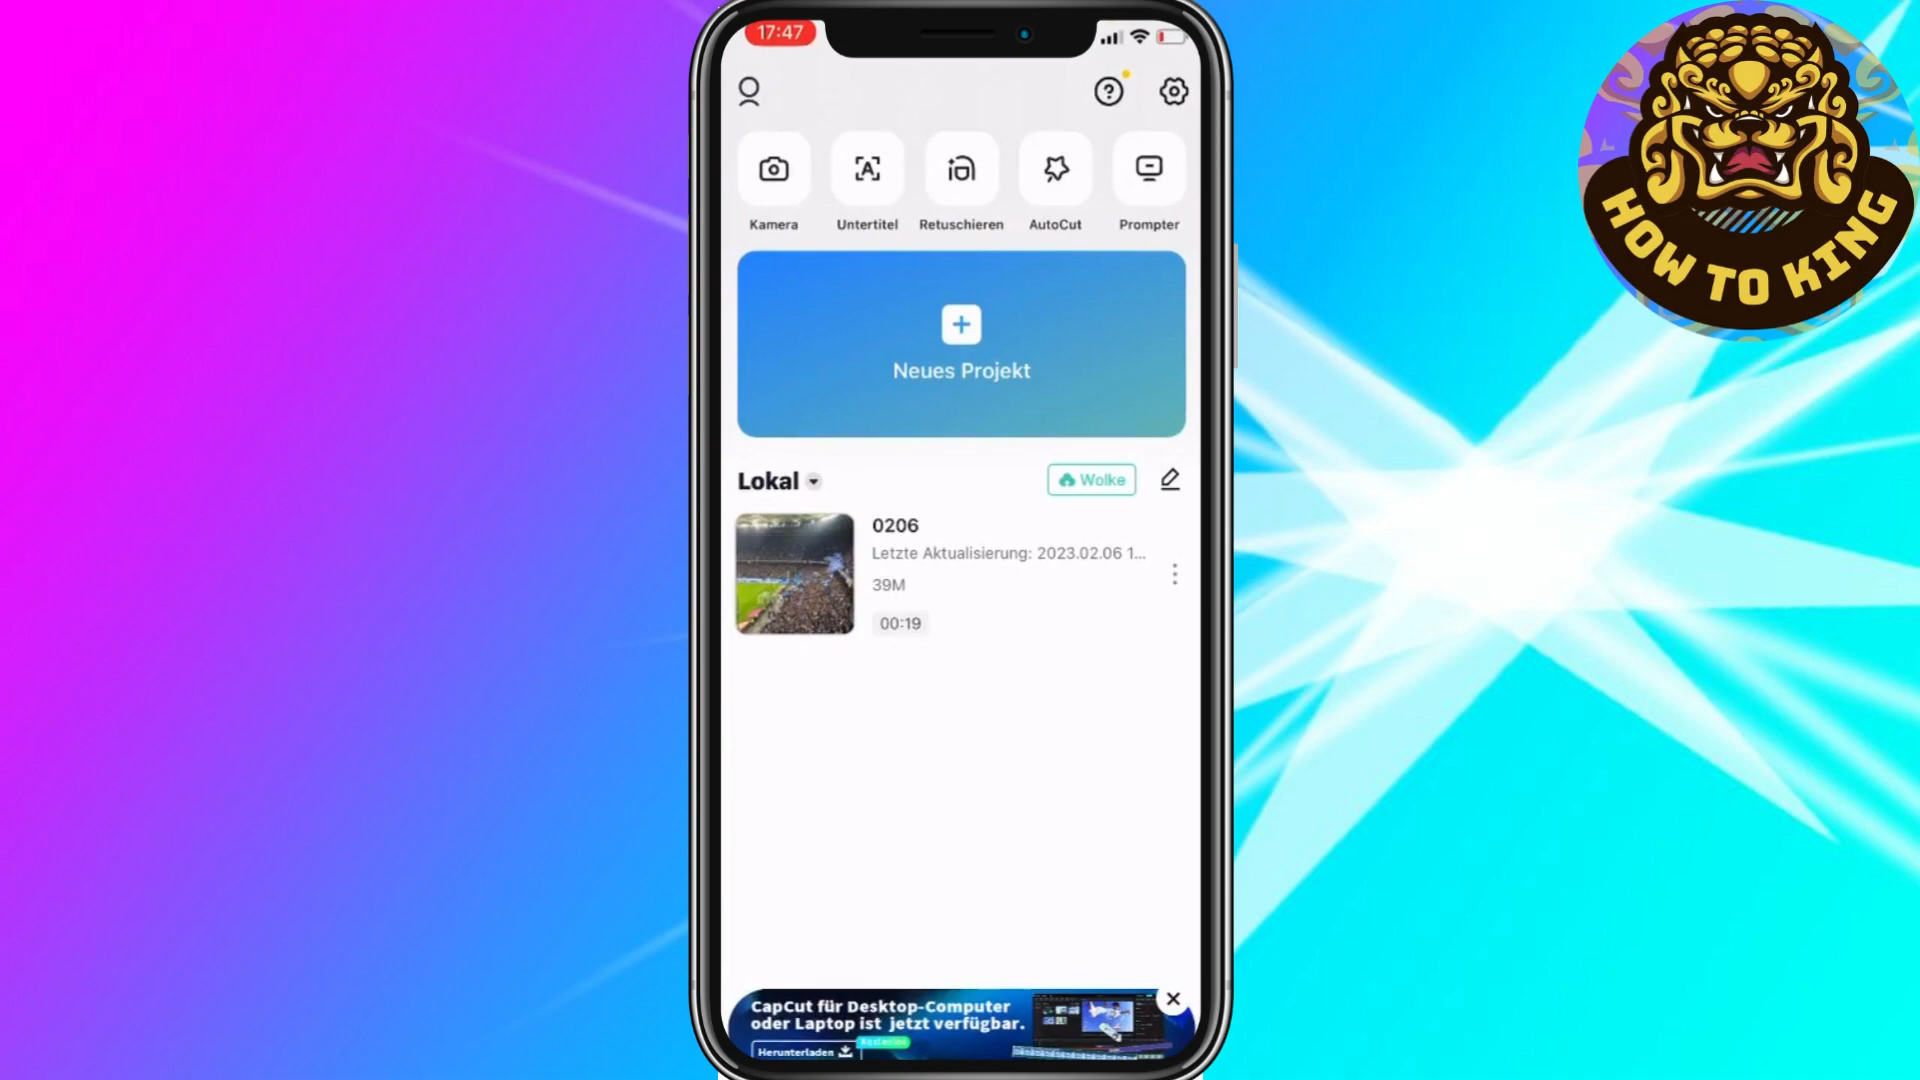 17:47
HOW TO KING
Kamera
Untertitel
Retuschieren
AutoCut
Prompter
Neues Projekt
Lokal
Wolke
0206
Letzte Aktualisierung: 2023.02.06 1...
39M
00:19
CapCut für Desktop-Computer
oder Laptop ist jetzt verfügbar.
Kostenlos
Herunterladen